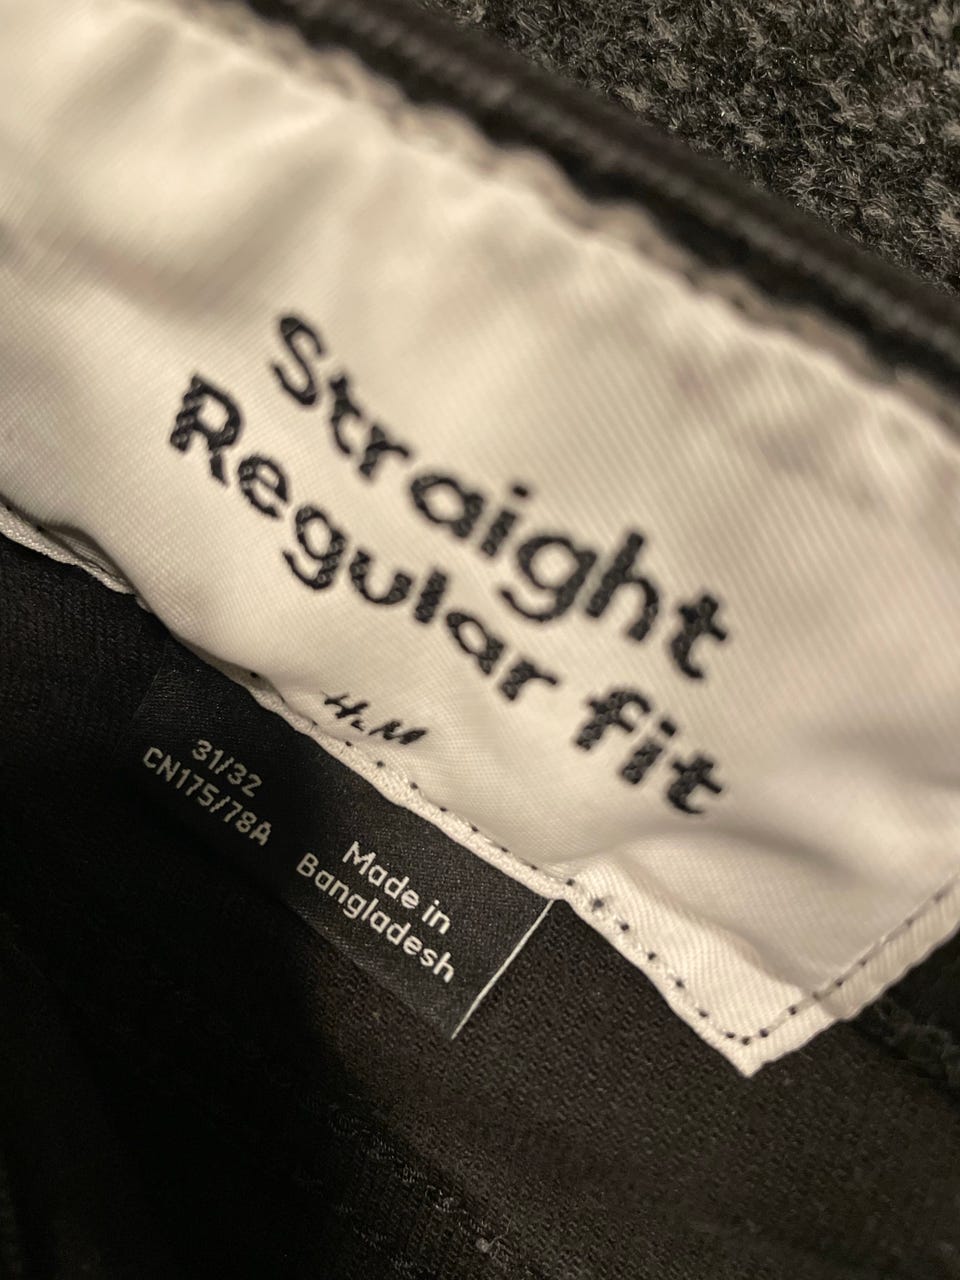 Straight
Regular fit
H&M
31/32
CN175/78A
Made in
Bangladesh